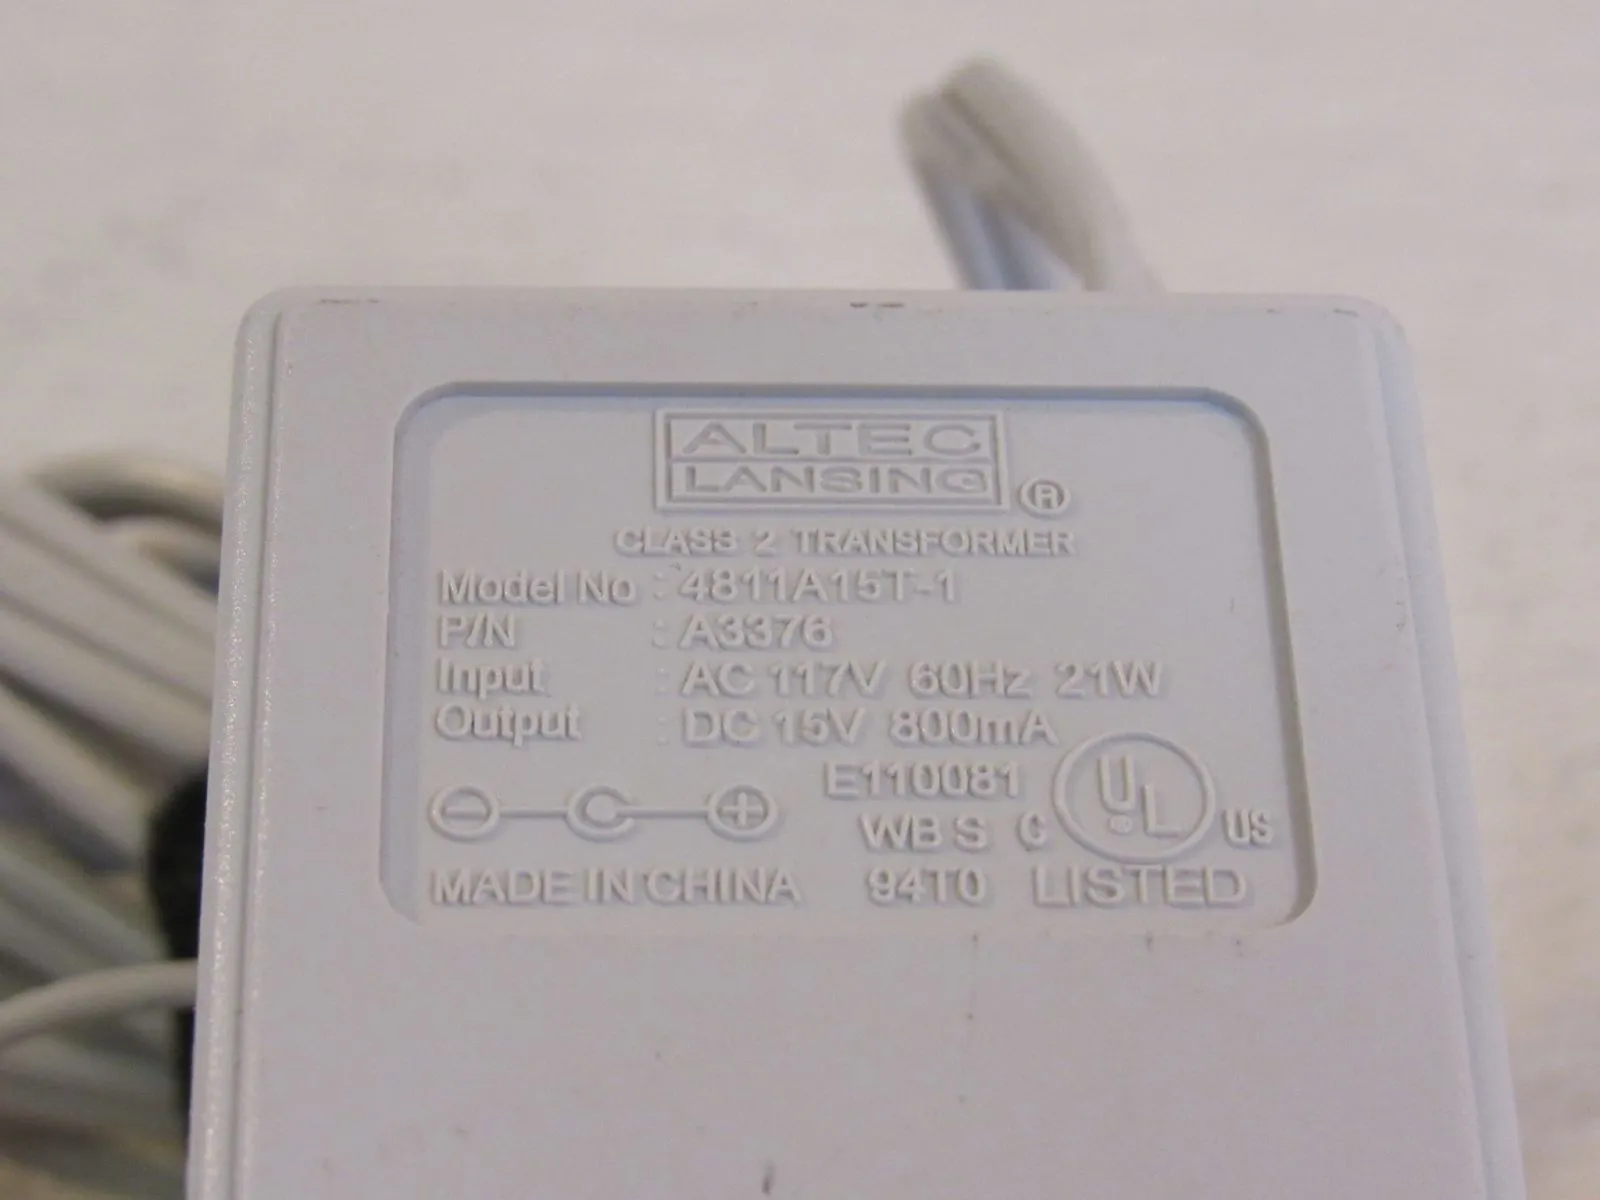 ALTEC
LANSING ®
CLASS 2 TRANSFORMER
Model No : 4811A15T-1
P/N : A3376
Input : AC 117V 60Hz 21W
Output : DC 15V 800mA
E110081
WB S C UL ® US
MADE IN CHINA 94T0 LISTED